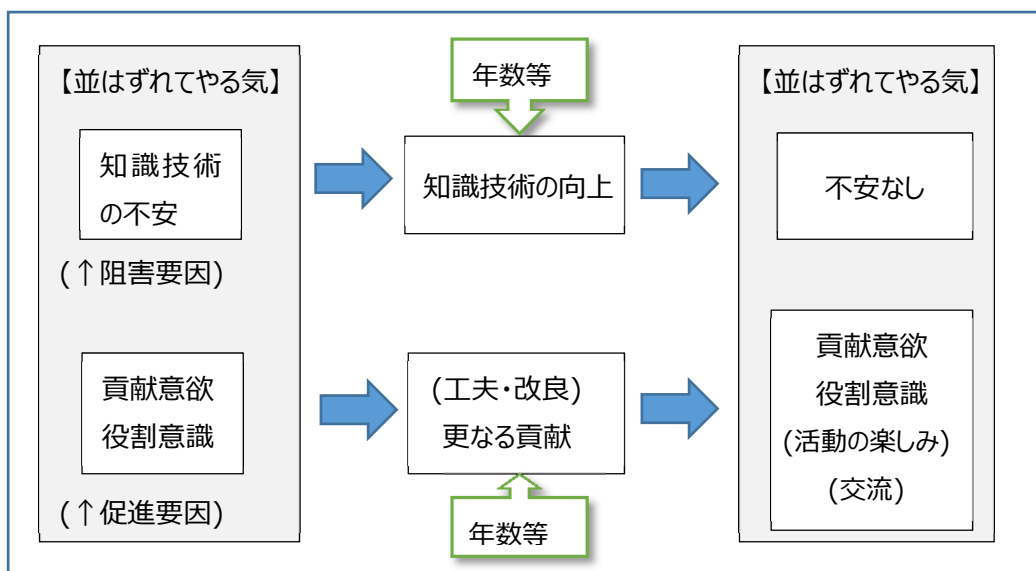 【並はずれてやる気】
知識技術
の不安
(↑阻害要因)
貢献意欲
役割意識
(↑促進要因)
年数等
知識技術の向上
(工夫・改良)
更なる貢献
年数等
【並はずれてやる気】
不安なし
貢献意欲
役割意識
(活動の楽しみ)
(交流)